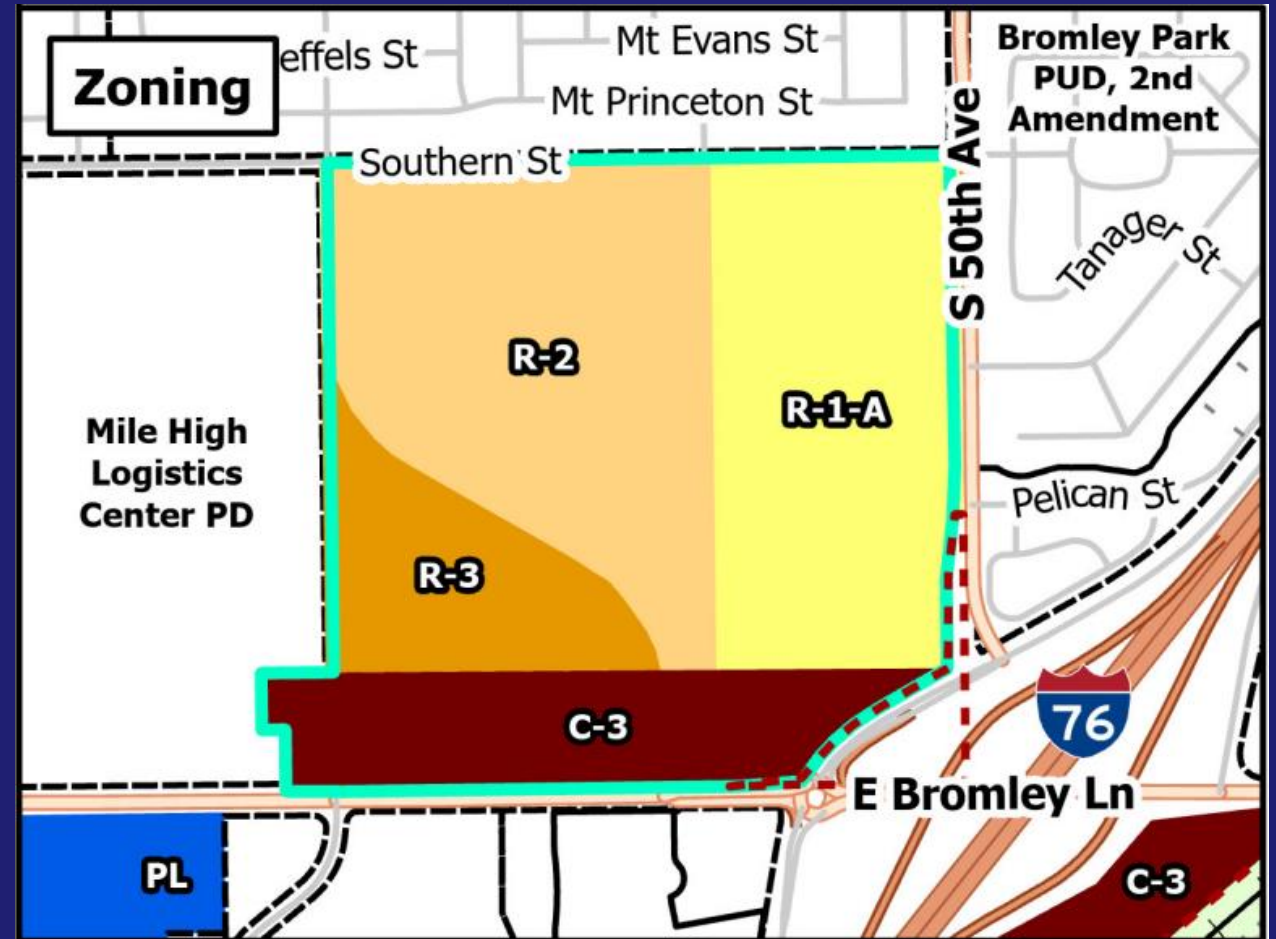 Zoning
effels St
Mt Evans St
Mt Princeton St
Bromley Park
PUD, 2nd
Amendment
Southern St
S 50th Ave
Tanager St
R-2
R-1-A
Mile High
Logistics
Center PD
Pelican St
R-3
C-3
76
E Bromley Ln
PL
C-3